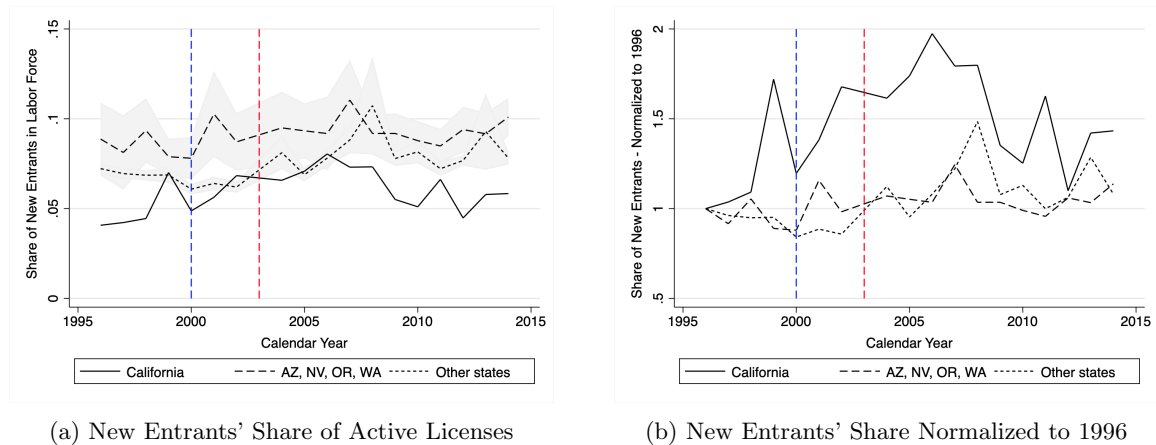 Share of New Entrants in Labor Force
.15
.1
.05
0
1995 2000 2005 2010 2015
Calendar Year
California AZ, NV, OR, WA Other states
(a) New Entrants' Share of Active Licenses
Share of New Entrants - Normalized to 1996
2
1.5
1
.5
1995 2000 2005 2010 2015
Calendar Year
California AZ, NV, OR, WA Other states
(b) New Entrants' Share Normalized to 1996